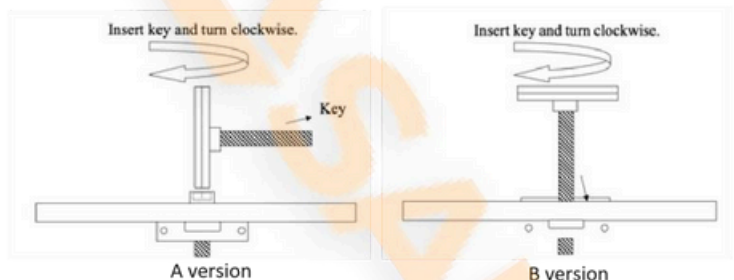 Insert key and turn clockwise.
Key
A version
Insert key and turn clockwise.
B version